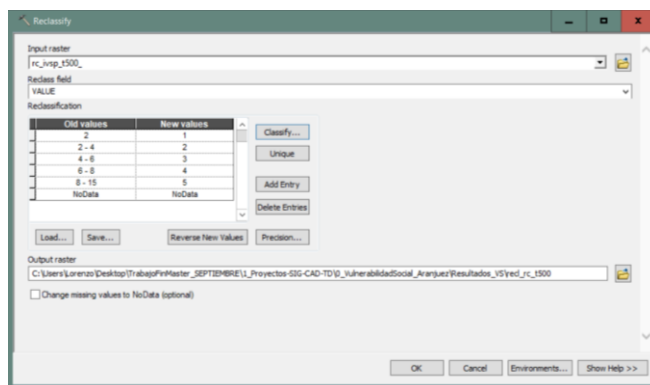 Reclassify
Input raster
rc_ivsp_t500_
Reclass field
VALUE
Reclassification
Old values New values
2 1
2 - 4 2
4 - 6 3
6 - 8 4
8 - 15 5
NoData NoData
Classify...
Unique
Add Entry
Delete Entries
Load... Save... Reverse New Values Precision...
Output raster
C:\Users\Lorenzo\Desktop\TrabajoFinMaster_SEPTIEMBRE\1_Proyectos-SIG-CAD-TD\0_VulnerabilidadSocial_Aranjuez\Resultados_VS\recl_rc_t500
Change missing values to NoData (optional)
OK Cancel Environments... Show Help >>